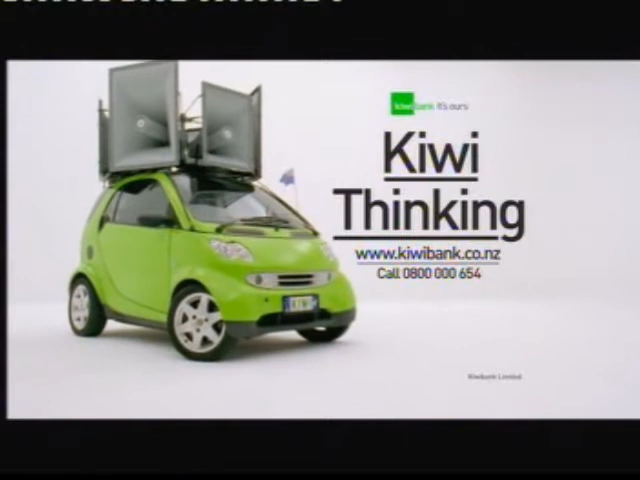 kiwibank it's ours
Kiwi
Thinking
www.kiwibank.co.nz
Call 0800 000 654
Kiwibank Limited